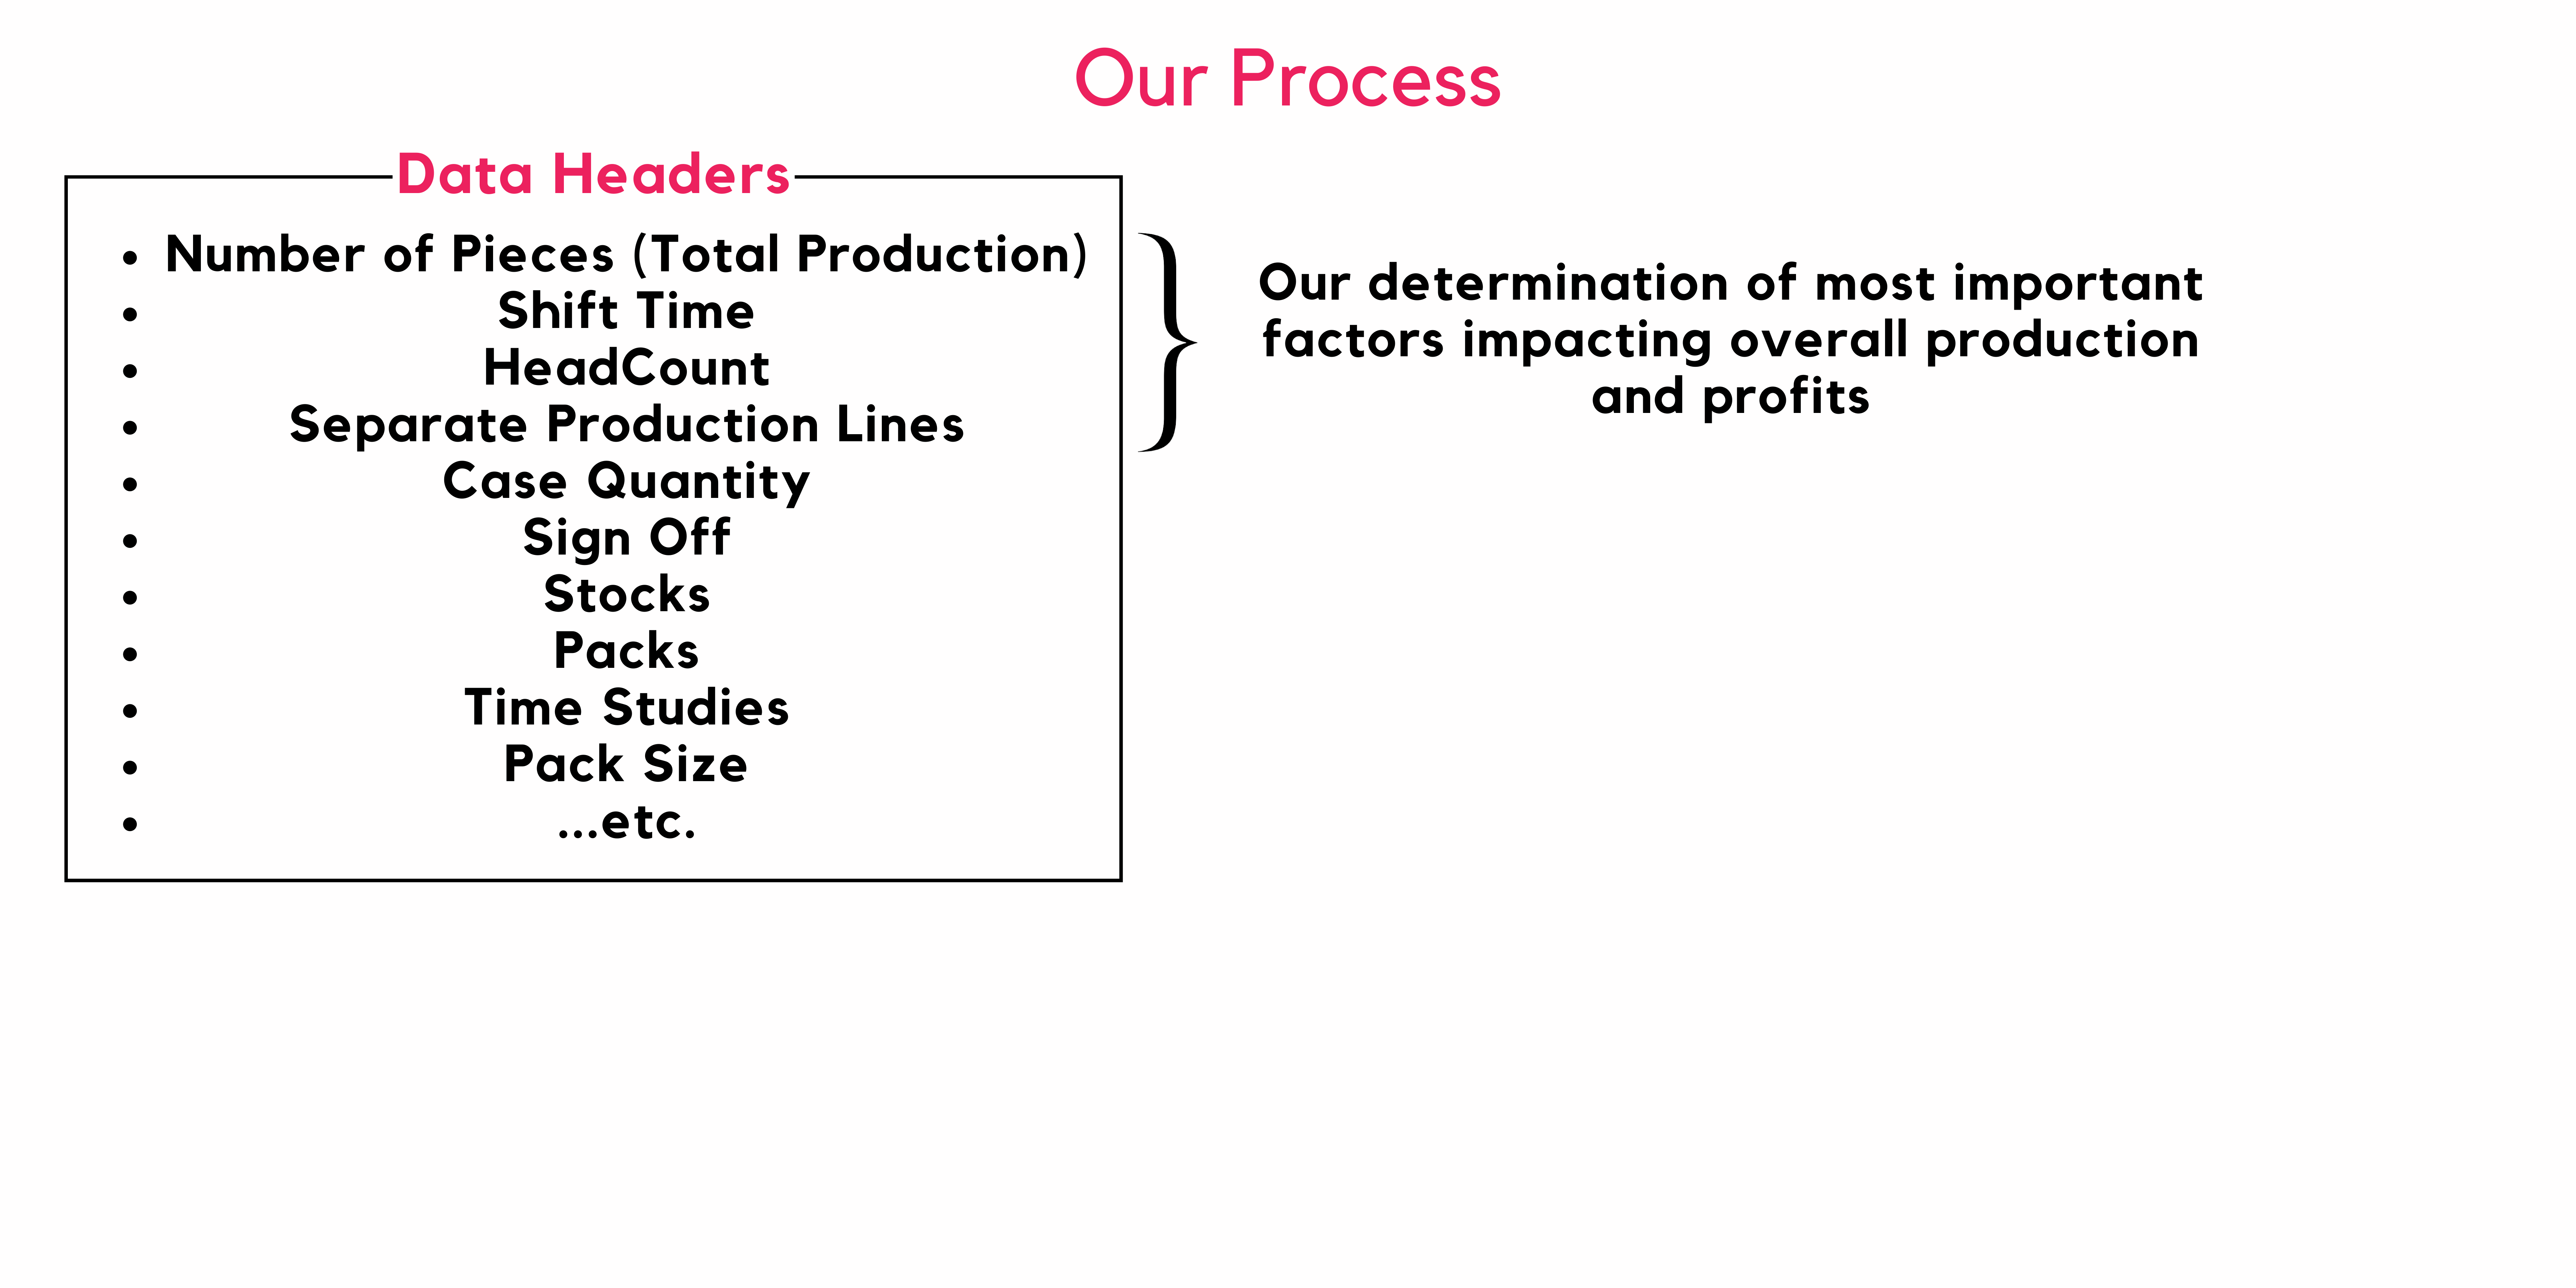 Our Process
Data Headers
• Number of Pieces (Total Production)
• Shift Time
• HeadCount
• Separate Production Lines
• Case Quantity
• Sign Off
• Stocks
• Packs
• Time Studies
• Pack Size
• ...etc.
Our determination of most important
factors impacting overall production
and profits